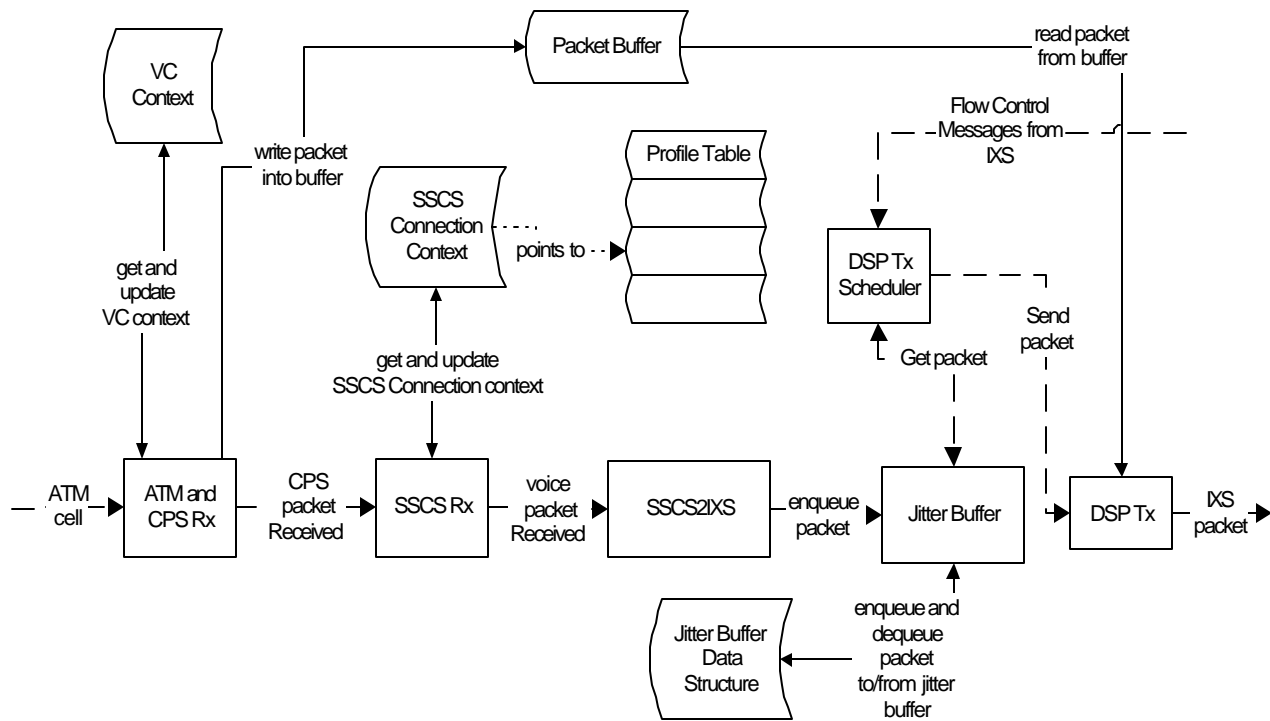 VC
Context
Packet Buffer
read packet
from buffer
Flow Control
Messages from
IXS
write packet
into buffer
Profile Table
SSCS
Connection
Context
points to
DSP Tx
Scheduler
get and
update
VC context
Send
packet
get and update
SSCS Connection context
Get packet
ATM
cell
ATM and
CPS Rx
CPS
packet
Received
SSCS Rx
voice
packet
Received
SSCS2IXS
enqueue
packet
Jitter Buffer
DSP Tx
IXS
packet
Jitter Buffer
Data
Structure
enqueue and
dequeue
packet
to/from jitter
buffer